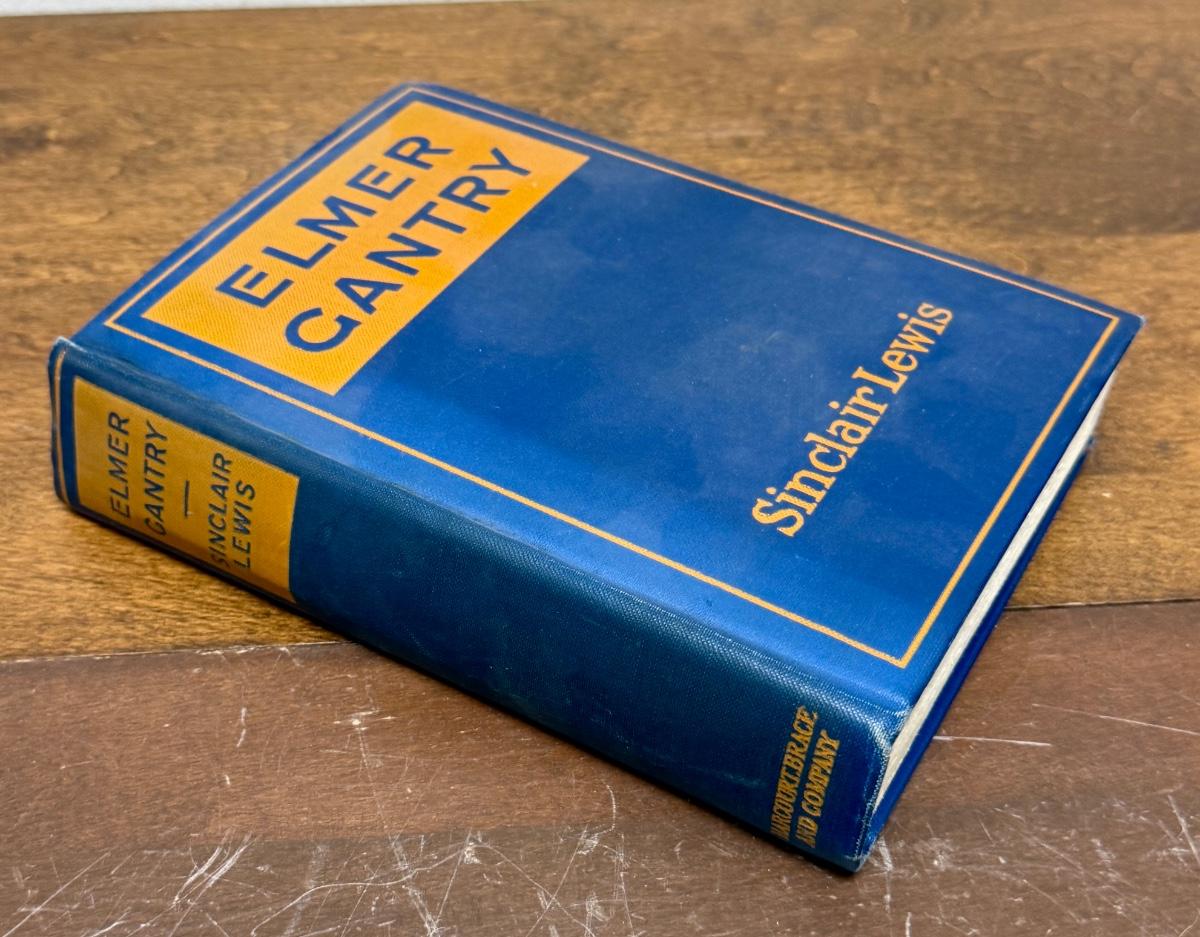 ELMER
GANTRY
Sinclair Lewis
ELMER
GANTRY
—
SINCLAIR
LEWIS
HARCOURT, BRACE
AND COMPANY